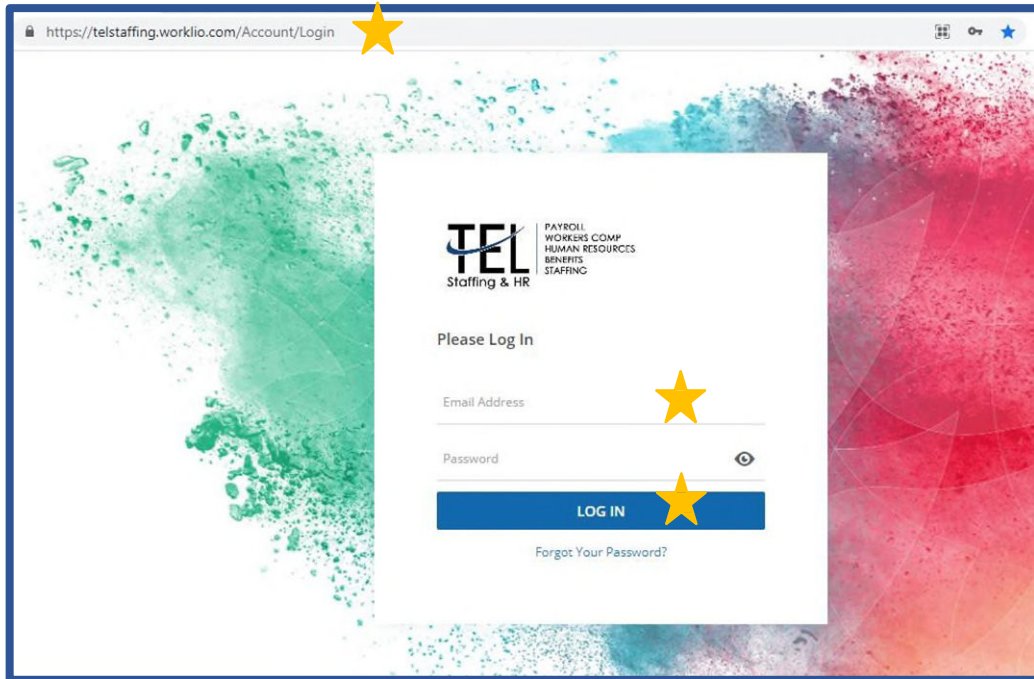 https://telstaffing.worklio.com/Account/Login
TEL
Staffing & HR
PAYROLL
WORKERS COMP
HUMAN RESOURCES
BENEFITS
STAFFING
Please Log In
Email Address
Password
LOG IN
Forgot Your Password?